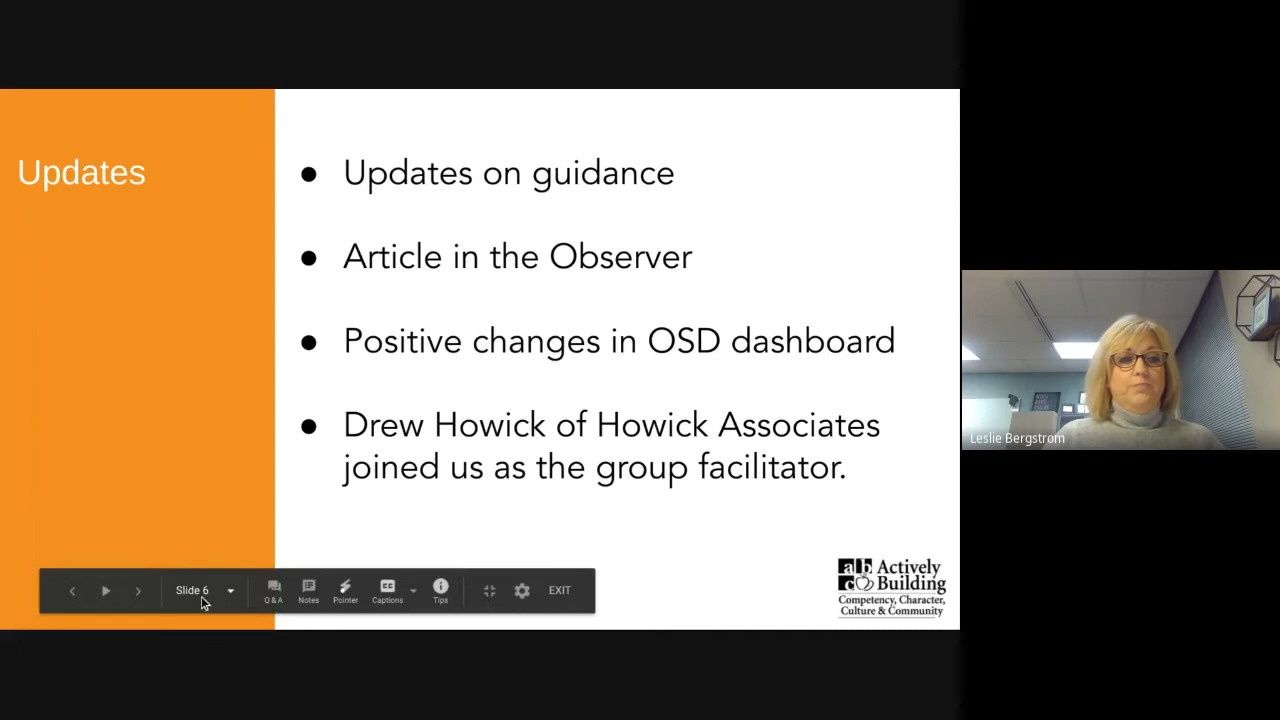 Updates
● Updates on guidance
● Article in the Observer
● Positive changes in OSD dashboard
● Drew Howick of Howick Associates
joined us as the group facilitator.
Slide 6
Q & A
Notes
Pointer
CC
Captions
Tips
EXIT
a b c
Actively
Building
Competency, Character,
Culture & Community
Leslie Bergstrom